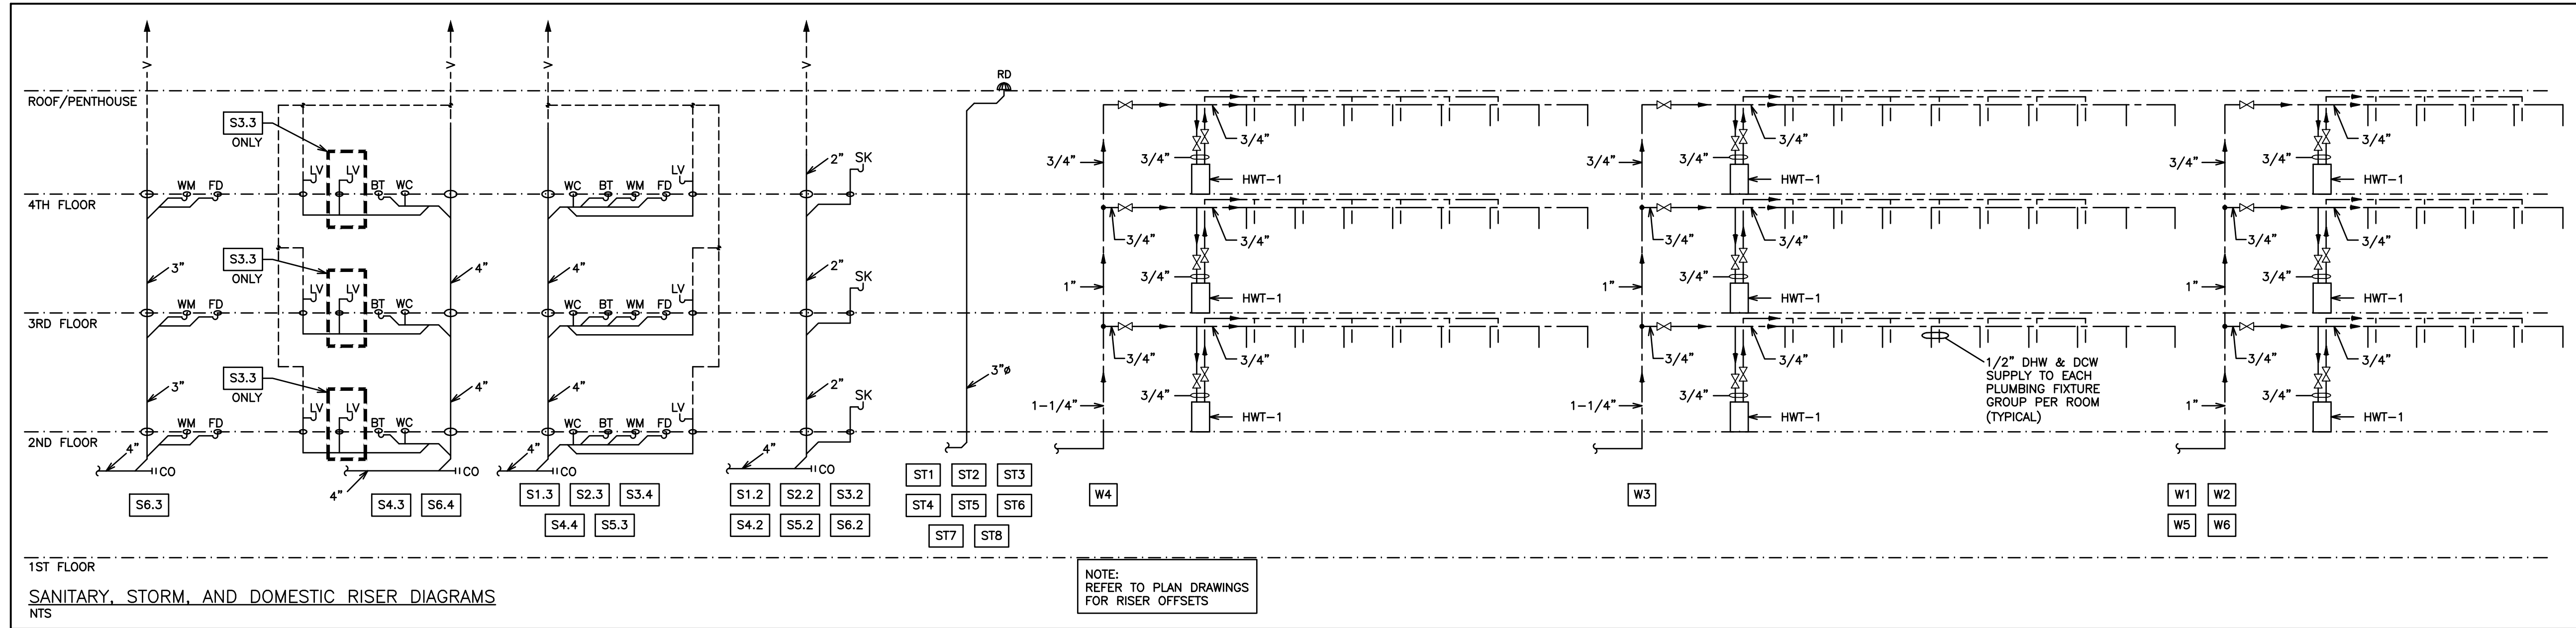 V V V V
RD
ROOF/PENTHOUSE
S3.3
ONLY
3/4" 3/4" 3/4"
2" SK
3/4" 3/4" 3/4" 3/4" 3/4" 3/4"
LV LV LV
WM FD BT WC WC BT WM FD
HWT-1 HWT-1 HWT-1
4TH FLOOR
3/4" 3/4" 3/4" 3/4" 3/4" 3/4"
S3.3
ONLY
3" 4" 4" 2" SK
3/4" 3/4" 3/4"
1" 1" 1"
LV LV LV
WM FD BT WC WC BT WM FD
HWT-1 HWT-1 HWT-1
3RD FLOOR
3/4" 3/4" 3/4" 3/4" 3/4" 3/4"
1/2" DHW & DCW
SUPPLY TO EACH
PLUMBING FIXTURE
GROUP PER ROOM
(TYPICAL)
S3.3
ONLY
3" 4" 4" 2" SK
3"ø
3/4" 3/4" 3/4"
1-1/4" 1-1/4" 1"
LV LV LV
WM FD BT WC WC BT WM FD
HWT-1 HWT-1 HWT-1
2ND FLOOR
4" CO 4" CO 4" CO 4" CO
S6.3
S4.3 S6.4
S1.3 S2.3 S3.4
S4.4 S5.3
S1.2 S2.2 S3.2
S4.2 S5.2 S6.2
ST1 ST2 ST3
ST4 ST5 ST6
ST7 ST8
W4
W3
W1 W2
W5 W6
1ST FLOOR
SANITARY, STORM, AND DOMESTIC RISER DIAGRAMS
NTS
NOTE:
REFER TO PLAN DRAWINGS
FOR RISER OFFSETS